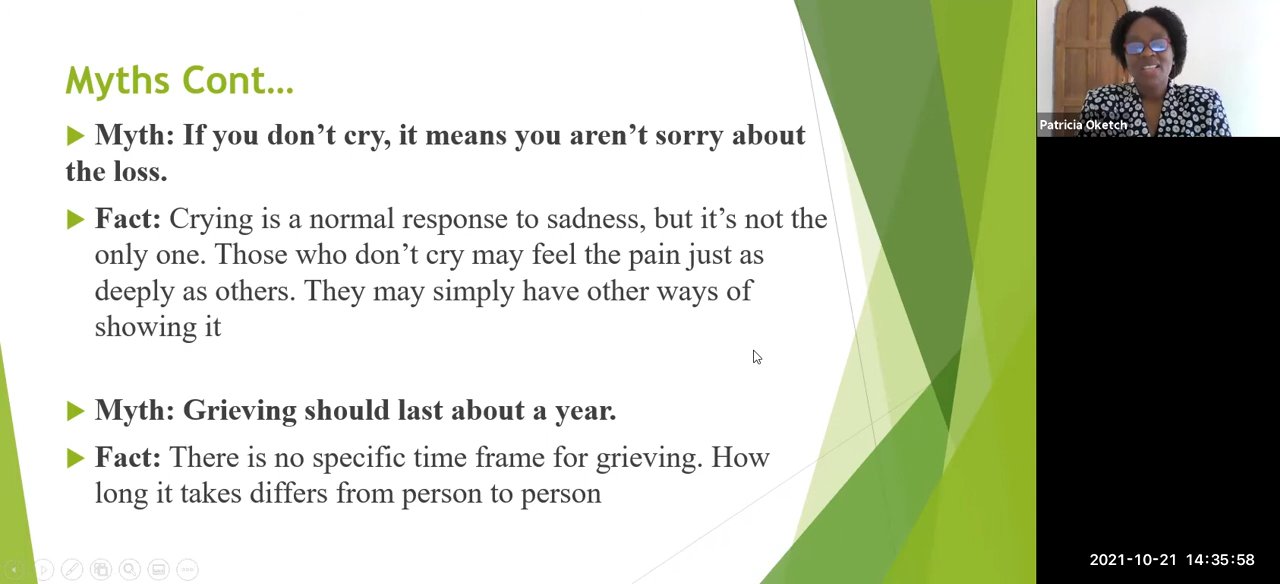 Myths Cont...
Myth: If you don't cry, it means you aren't sorry about
the loss.
Fact: Crying is a normal response to sadness, but it's not the
only one. Those who don't cry may feel the pain just as
deeply as others. They may simply have other ways of
showing it
Myth: Grieving should last about a year.
Fact: There is no specific time frame for grieving. How
long it takes differs from person to person
Patricia Oketch
2021-10-21 14:35:58